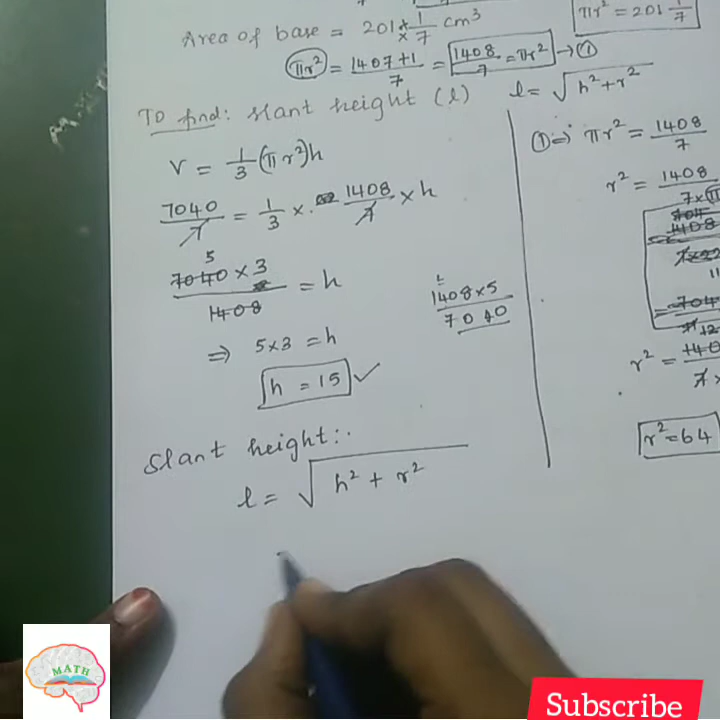 Area of base = 201 1/7 cm³
πr² = 201 1/7
πr² = 1407+1/7 = 1408/7 = πr² → ①
To find: slant height (l) l = √h²+r²
V = 1/3 (πr²)h
7040/7 = 1/3 × 1408/7 × h
5
7040 × 3/1408 = h
⇒ 5×3 = h
h = 15 ✓
1408×5
7040
① ⇒ πr² = 1408/7
r² = 1408/7×π
r² = 64
Slant height:.
l = √h² + r²
MATH
Subscribe